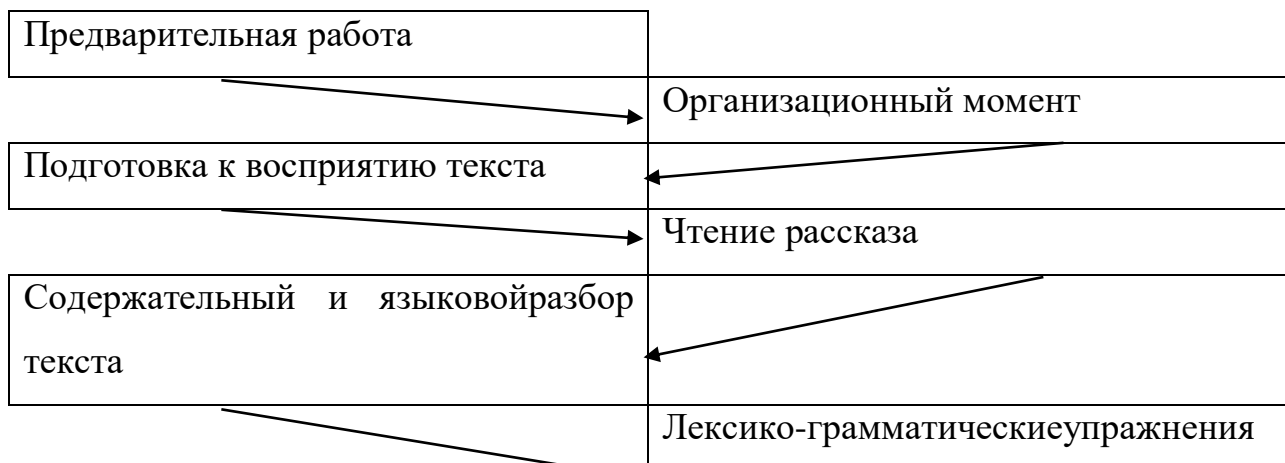 Предварительная работа
Организационный момент
Подготовка к восприятию текста
Чтение рассказа
Содержательный и языковойразбор
текста
Лексико-грамматическиеупражнения